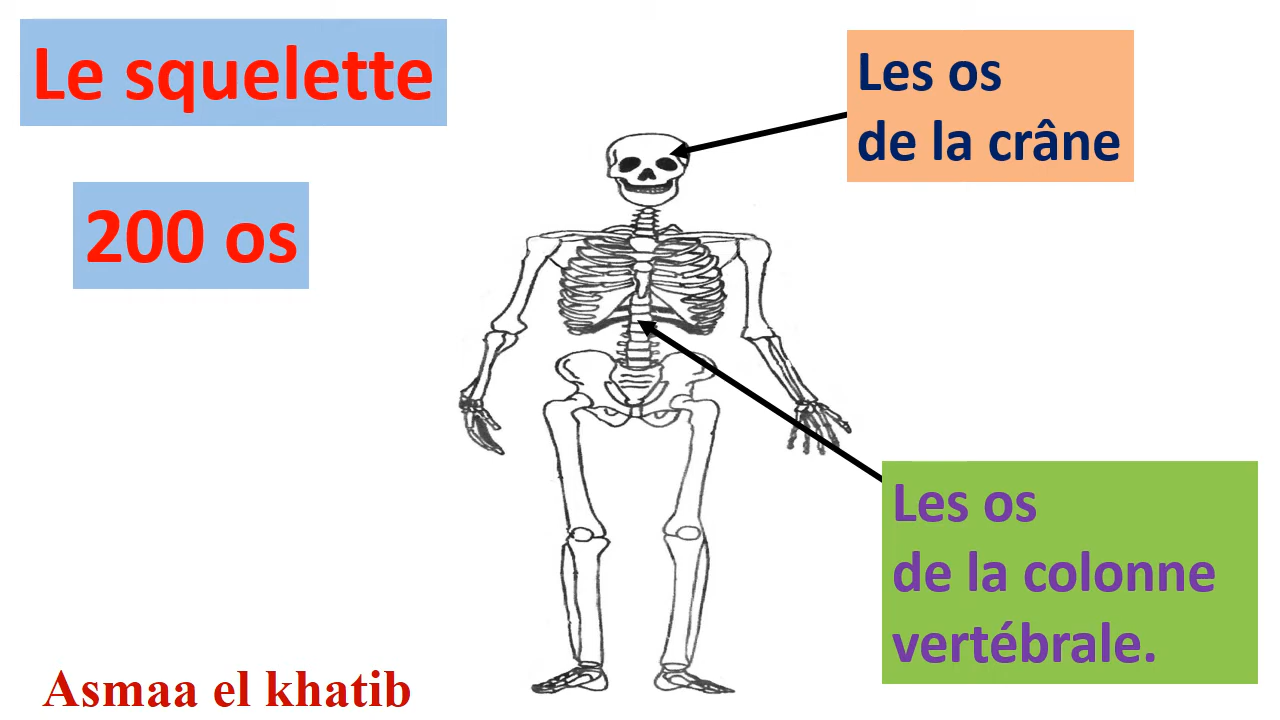 Le squelette
200 os
Les os
de la crâne
Les os
de la colonne
vertébrale.
Asmaa el khatib